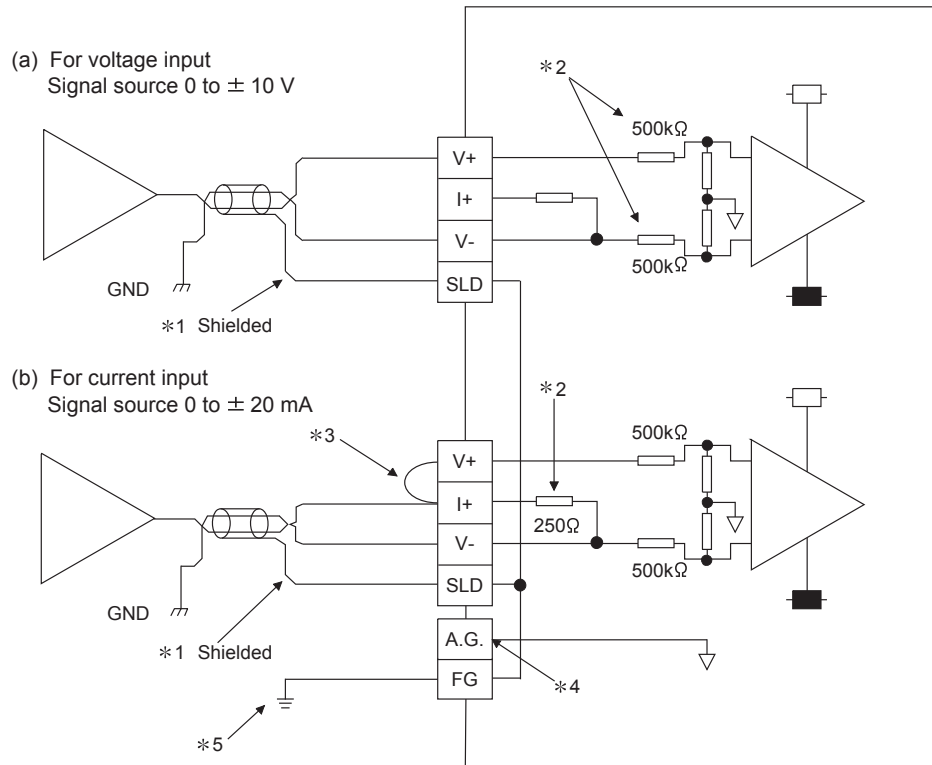 (a) For voltage input
Signal source 0 to ± 10 V
*2
500kΩ
V+
I+
V-
500kΩ
SLD
GND
*1 Shielded
(b) For current input
Signal source 0 to ± 20 mA
*2
*3
500kΩ
V+
I+
250Ω
V-
500kΩ
SLD
GND
*1 Shielded
A.G.
*4
FG
*5